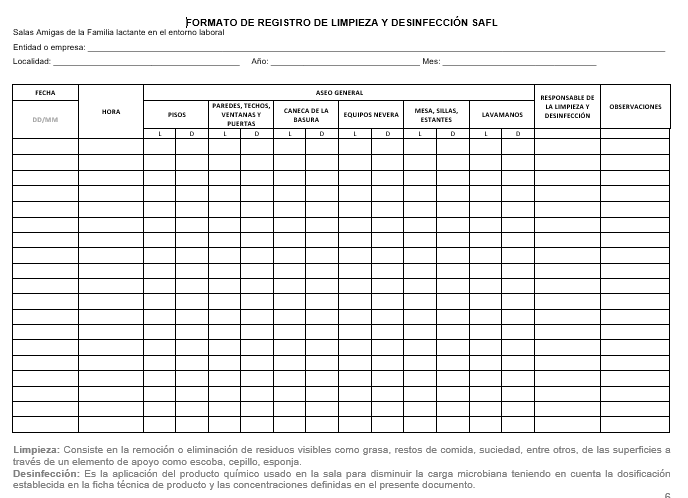 FORMATO DE REGISTRO DE LIMPIEZA Y DESINFECCIÓN SAFL
Salas Amigas de la Familia lactante en el entorno laboral
Entidad o empresa:
Localidad: Año: Mes:
FECHA
DD/MM
HORA
ASEO GENERAL
PISOS
PAREDES, TECHOS,
VENTANAS Y
PUERTAS
CANECA DE LA
BASURA
EQUIPOS NEVERA
MESA, SILLAS,
ESTANTES
LAVAMANOS
RESPONSABLE DE
LA LIMPIEZA Y
DESINFECCIÓN
OBSERVACIONES
L D L D L D L D L D L D
Limpieza: Consiste en la remoción o eliminación de residuos visibles como grasa, restos de comida, suciedad, entre otros, de las superficies a
través de un elemento de apoyo como escoba, cepillo, esponja.
Desinfección: Es la aplicación del producto químico usado en la sala para disminuir la carga microbiana teniendo en cuenta la dosificación
establecida en la ficha técnica de producto y las concentraciones definidas en el presente documento.
6